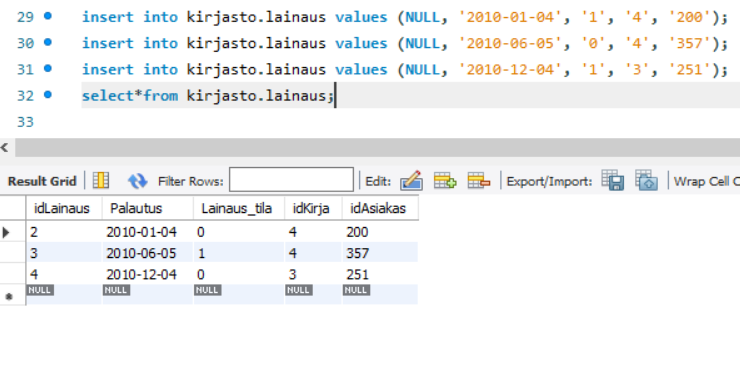 29 insert into kirjasto.lainaus values (NULL, '2010-01-04', '1', '4', '200');
30 insert into kirjasto.lainaus values (NULL, '2010-06-05', '0', '4', '357');
31 insert into kirjasto.lainaus values (NULL, '2010-12-04', '1', '3', '251');
32 select*from kirjasto.lainaus;
33
Result Grid Filter Rows: Edit: Export/Import: Wrap Cell C
idLainaus Palautus Lainaus_tila idKirja idAsiakas
2 2010-01-04 0 4 200
3 2010-06-05 1 4 357
4 2010-12-04 0 3 251
NULL NULL NULL NULL NULL